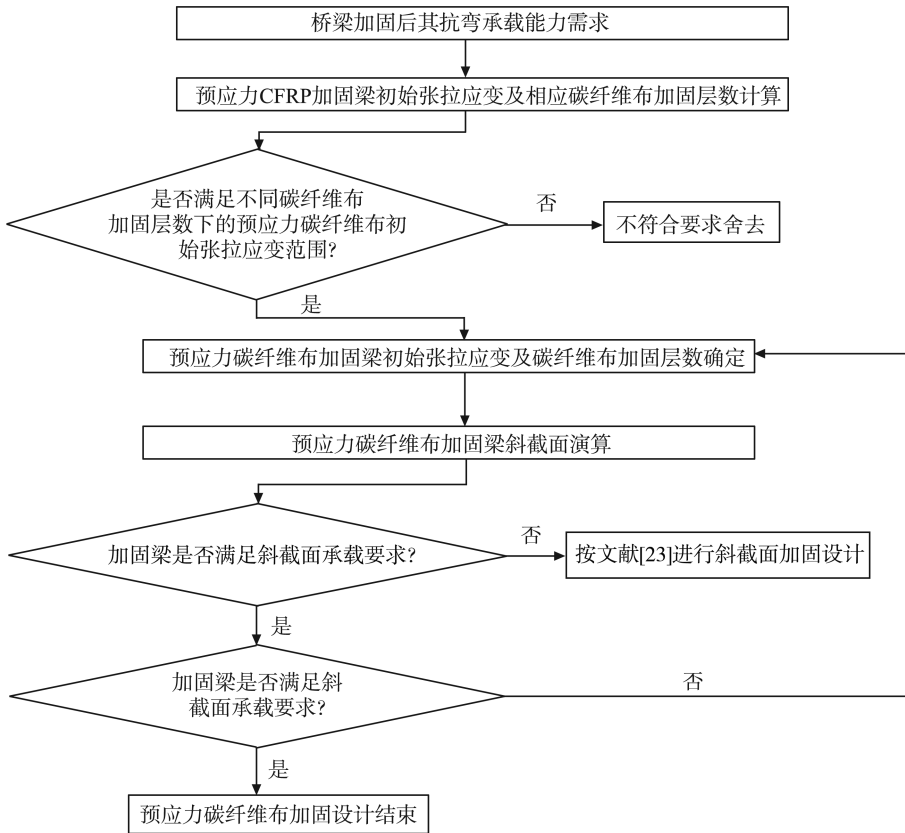 桥梁加固后其抗弯承载能力需求
预应力CFRP加固梁初始张拉应变及相应碳纤维布加固层数计算
是否满足不同碳纤维布
加固层数下的预应力碳纤维布初
始张拉应变范围?
否
不符合要求舍去
是
预应力碳纤维布加固梁初始张拉应变及碳纤维布加固层数确定
预应力碳纤维布加固梁斜截面演算
加固梁是否满足斜截面承载要求?
否
按文献[23]进行斜截面加固设计
是
加固梁是否满足斜
截面承载要求?
否
是
预应力碳纤维布加固设计结束